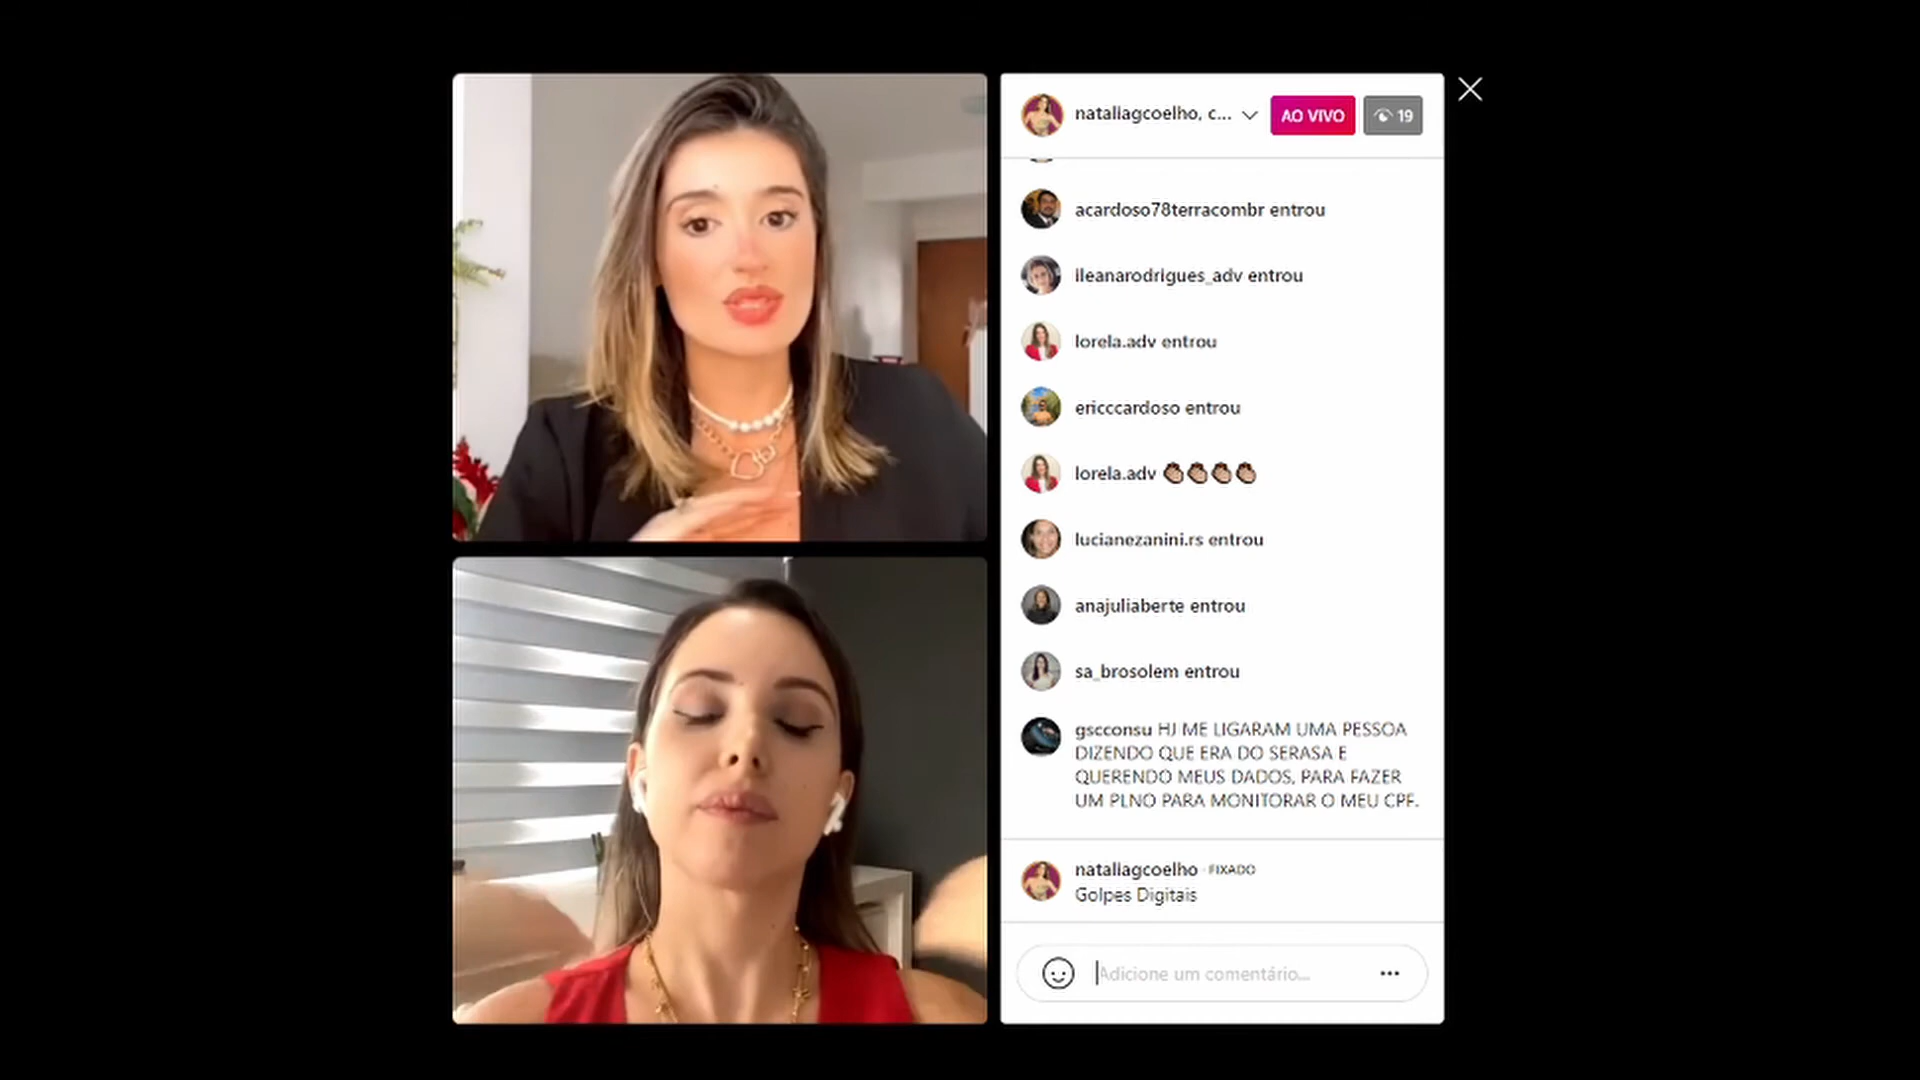 nataliagcoelho, c...
AO VIVO
19
acardoso78terracombr entrou
ileanarodrigues_adv entrou
lorela.adv entrou
ericccardoso entrou
lorela.adv 👏🏼👏🏼👏🏼👏🏼
lucianezanini.rs entrou
anajuliaberte entrou
sa_brosolem entrou
gscconsu HJ ME LIGARAM UMA PESSOA
DIZENDO QUE ERA DO SERASA E
QUERENDO MEUS DADOS, PARA FAZER
UM PLNO PARA MONITORAR O MEU CPF.
nataliagcoelho · FIXADO
Golpes Digitais
Adicione um comentário...